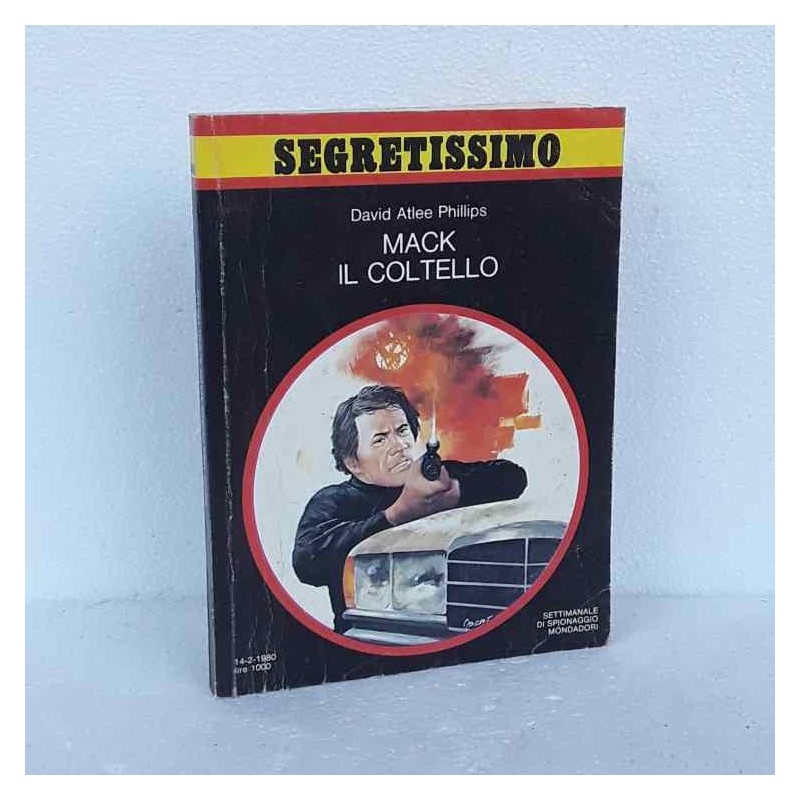 SEGRETISSIMO
David Atlee Phillips
MACK
IL COLTELLO
SETTIMANALE
DI SPIONAGGIO
MONDADORI
14-2-1980
lire 1000